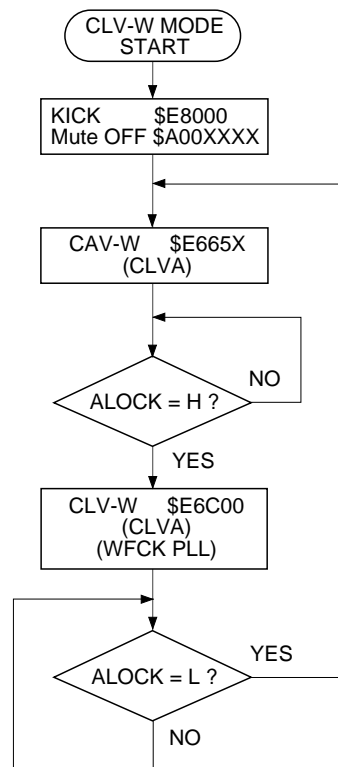 CLV-W MODE
START
KICK $E8000
Mute OFF $A00XXXX
CAV-W $E665X
(CLVA)
ALOCK = H ?
NO
YES
CLV-W $E6C00
(CLVA)
(WFCK PLL)
ALOCK = L ?
YES
NO